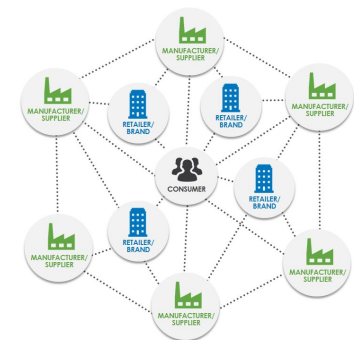 MANUFACTURER/
SUPPLIER
MANUFACTURER/
SUPPLIER
RETAILER/
BRAND
RETAILER/
BRAND
MANUFACTURER/
SUPPLIER
CONSUMER
RETAILER/
BRAND
RETAILER/
BRAND
MANUFACTURER/
SUPPLIER
MANUFACTURER/
SUPPLIER
MANUFACTURER/
SUPPLIER